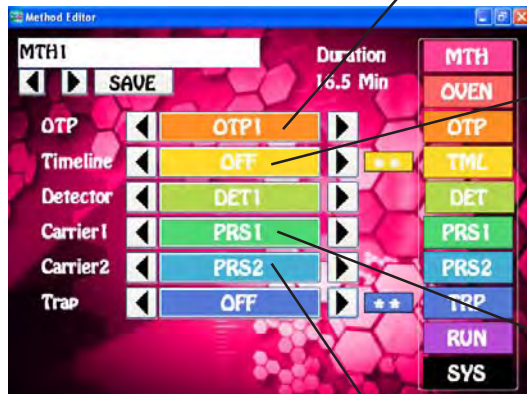 Method Editor
MTH1
Duration
16.5 Min
SAVE
OTP OTP1
Timeline OFF **
Detector DET1
Carrier1 PRS1
Carrier2 PRS2
Trap OFF **
MTH
OVEN
OTP
TML
DET
PRS1
PRS2
TRP
RUN
SYS